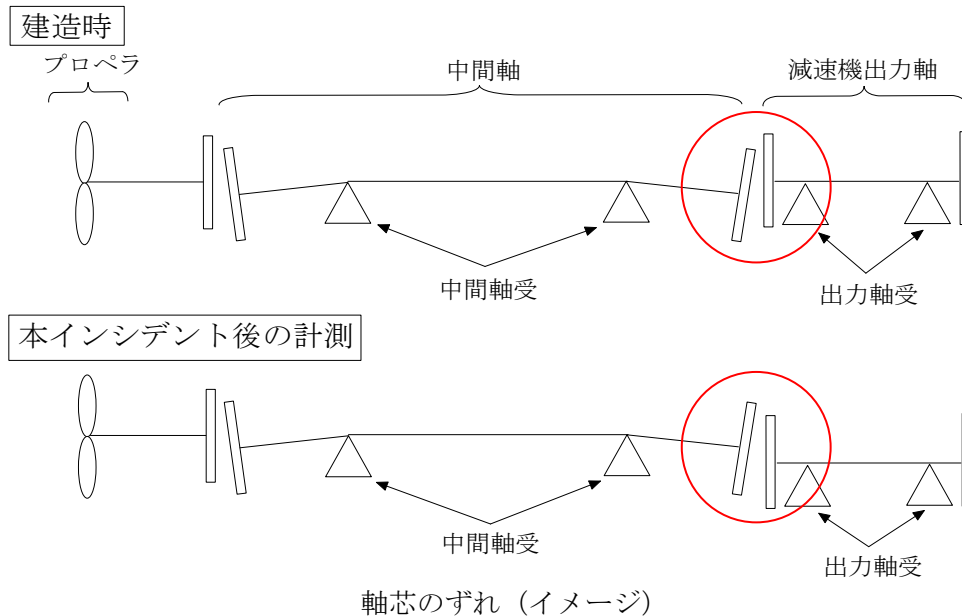 建造時
プロペラ
中間軸
減速機出力軸
中間軸受
出力軸受
本インシデント後の計測
中間軸受
出力軸受
軸芯のずれ（イメージ）